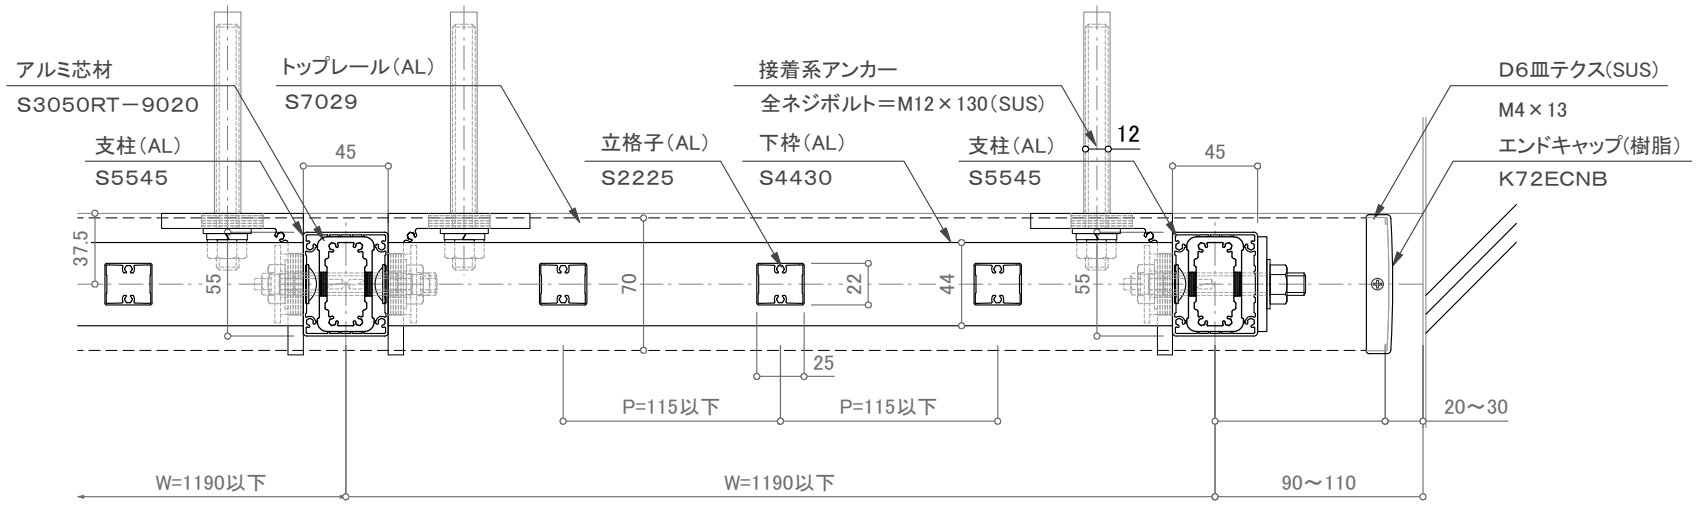 アルミ芯材
S3050RT－9020
支柱（AL）
S5545
トップレール（AL）
S7029
接着系アンカー
全ネジボルト＝M12×130（SUS）
立格子（AL）
S2225
下枠（AL）
S4430
支柱（AL）
S5545
D6皿テクス(SUS)
M4×13
エンドキャップ(樹脂)
K72ECNB
45
12
45
37.5
55
70
22
44
55
25
P=115以下
P=115以下
20～30
W=1190以下
W=1190以下
90～110